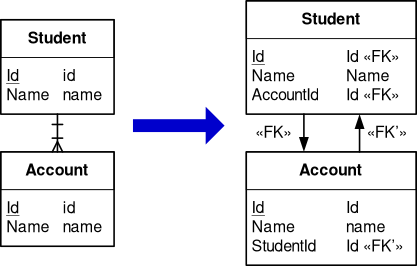 Student
Id id
Name name
Account
Id id
Name name
Student
Id Id «FK»
Name Name
AccountId Id «FK»
«FK» «FK’»
Account
Id Id
Name name
StudentId Id «FK’»